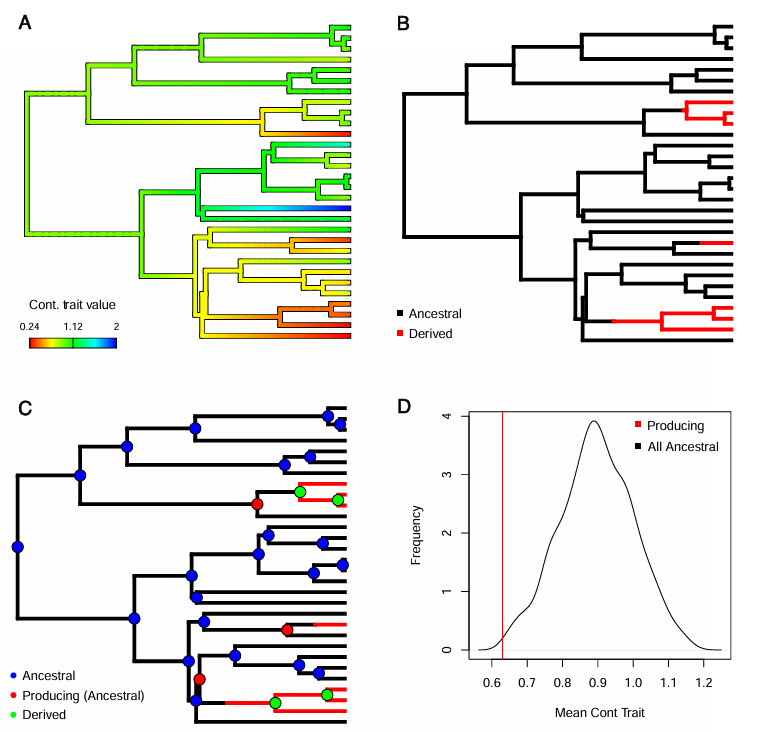 A
Cont. trait value
0.24 1.12 2
B
Ancestral
Derived
C
Ancestral
Producing (Ancestral)
Derived
D
Producing
All Ancestral
Frequency
4
3
2
1
0
0.6 0.7 0.8 0.9 1.0 1.1 1.2
Mean Cont Trait